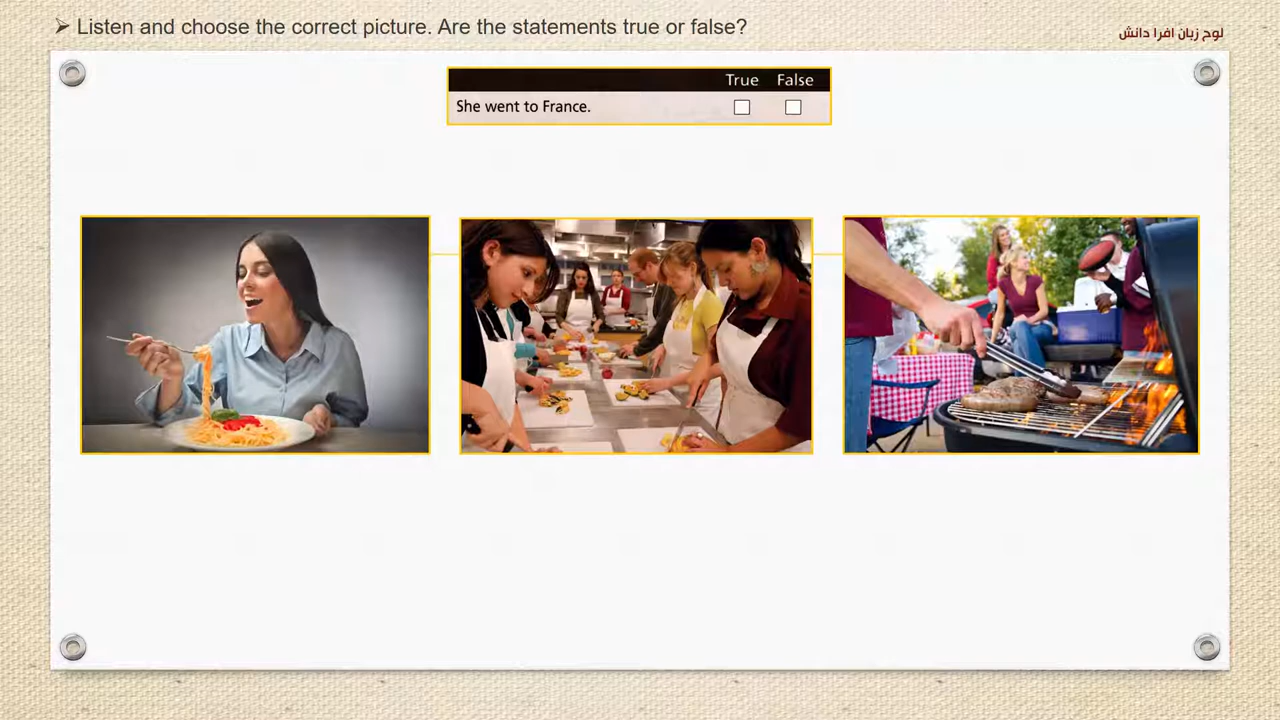 ➢ Listen and choose the correct picture. Are the statements true or false?
لوح زبان افرا دانش
True False
She went to France.